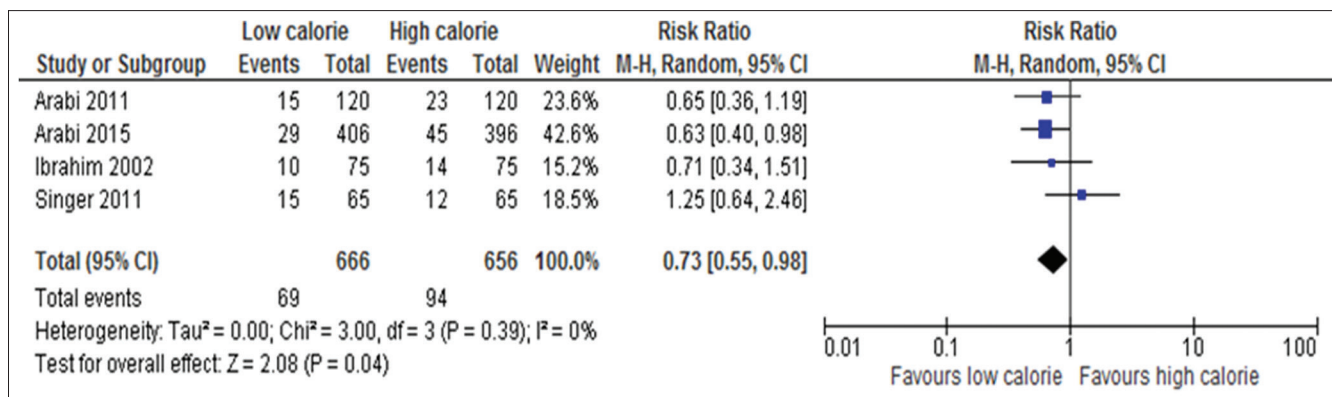 Low calorie High calorie Risk Ratio Risk Ratio
Study or Subgroup Events Total Events Total Weight M-H, Random, 95% CI M-H, Random, 95% CI
Arabi 2011 15 120 23 120 23.6% 0.65 [0.36, 1.19]
Arabi 2015 29 406 45 396 42.6% 0.63 [0.40, 0.98]
Ibrahim 2002 10 75 14 75 15.2% 0.71 [0.34, 1.51]
Singer 2011 15 65 12 65 18.5% 1.25 [0.64, 2.46]
Total (95% CI) 666 656 100.0% 0.73 [0.55, 0.98]
Total events 69 94
Heterogeneity: Tau² = 0.00; Chi² = 3.00, df = 3 (P = 0.39); I² = 0%
Test for overall effect: Z = 2.08 (P = 0.04)
0.01 0.1 1 10 100
Favours low calorie Favours high calorie